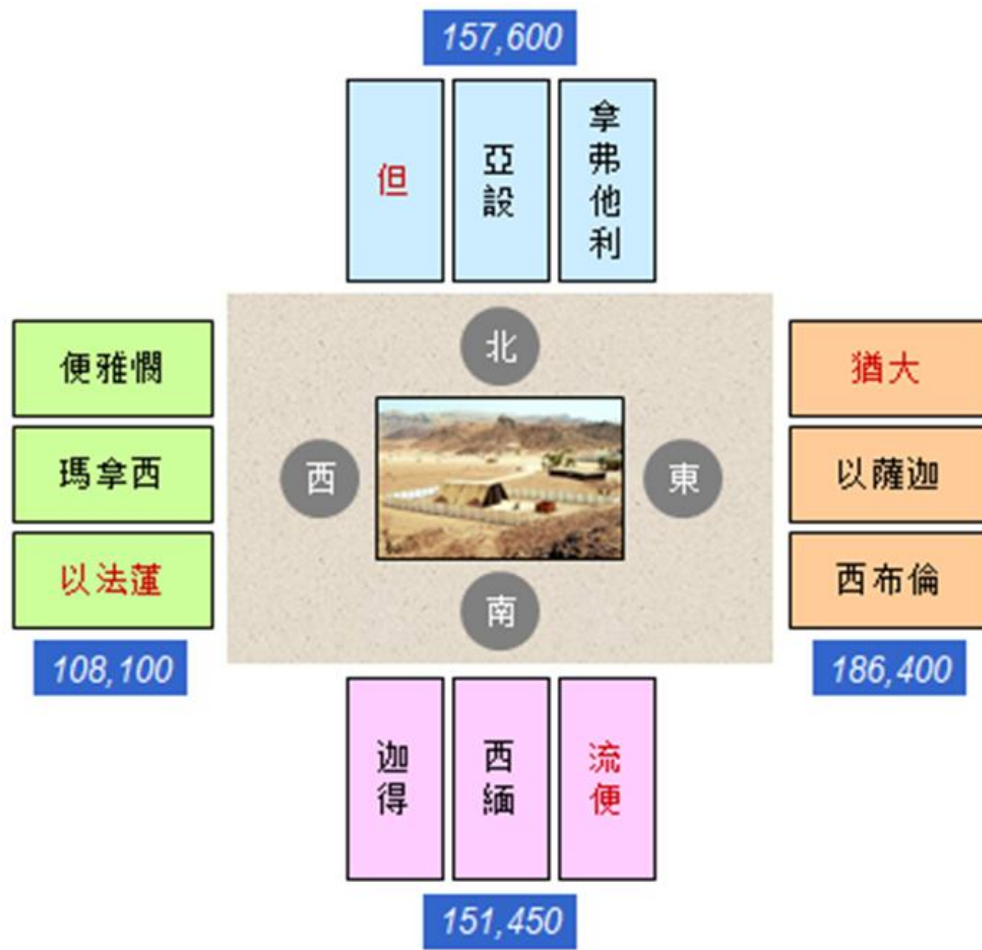 157,600
但
亞設
拿弗他利
北
便雅憫
瑪拿西
以法蓮
108,100
西
東
猶大
以薩迦
西布倫
186,400
南
迦得
西緬
流便
151,450